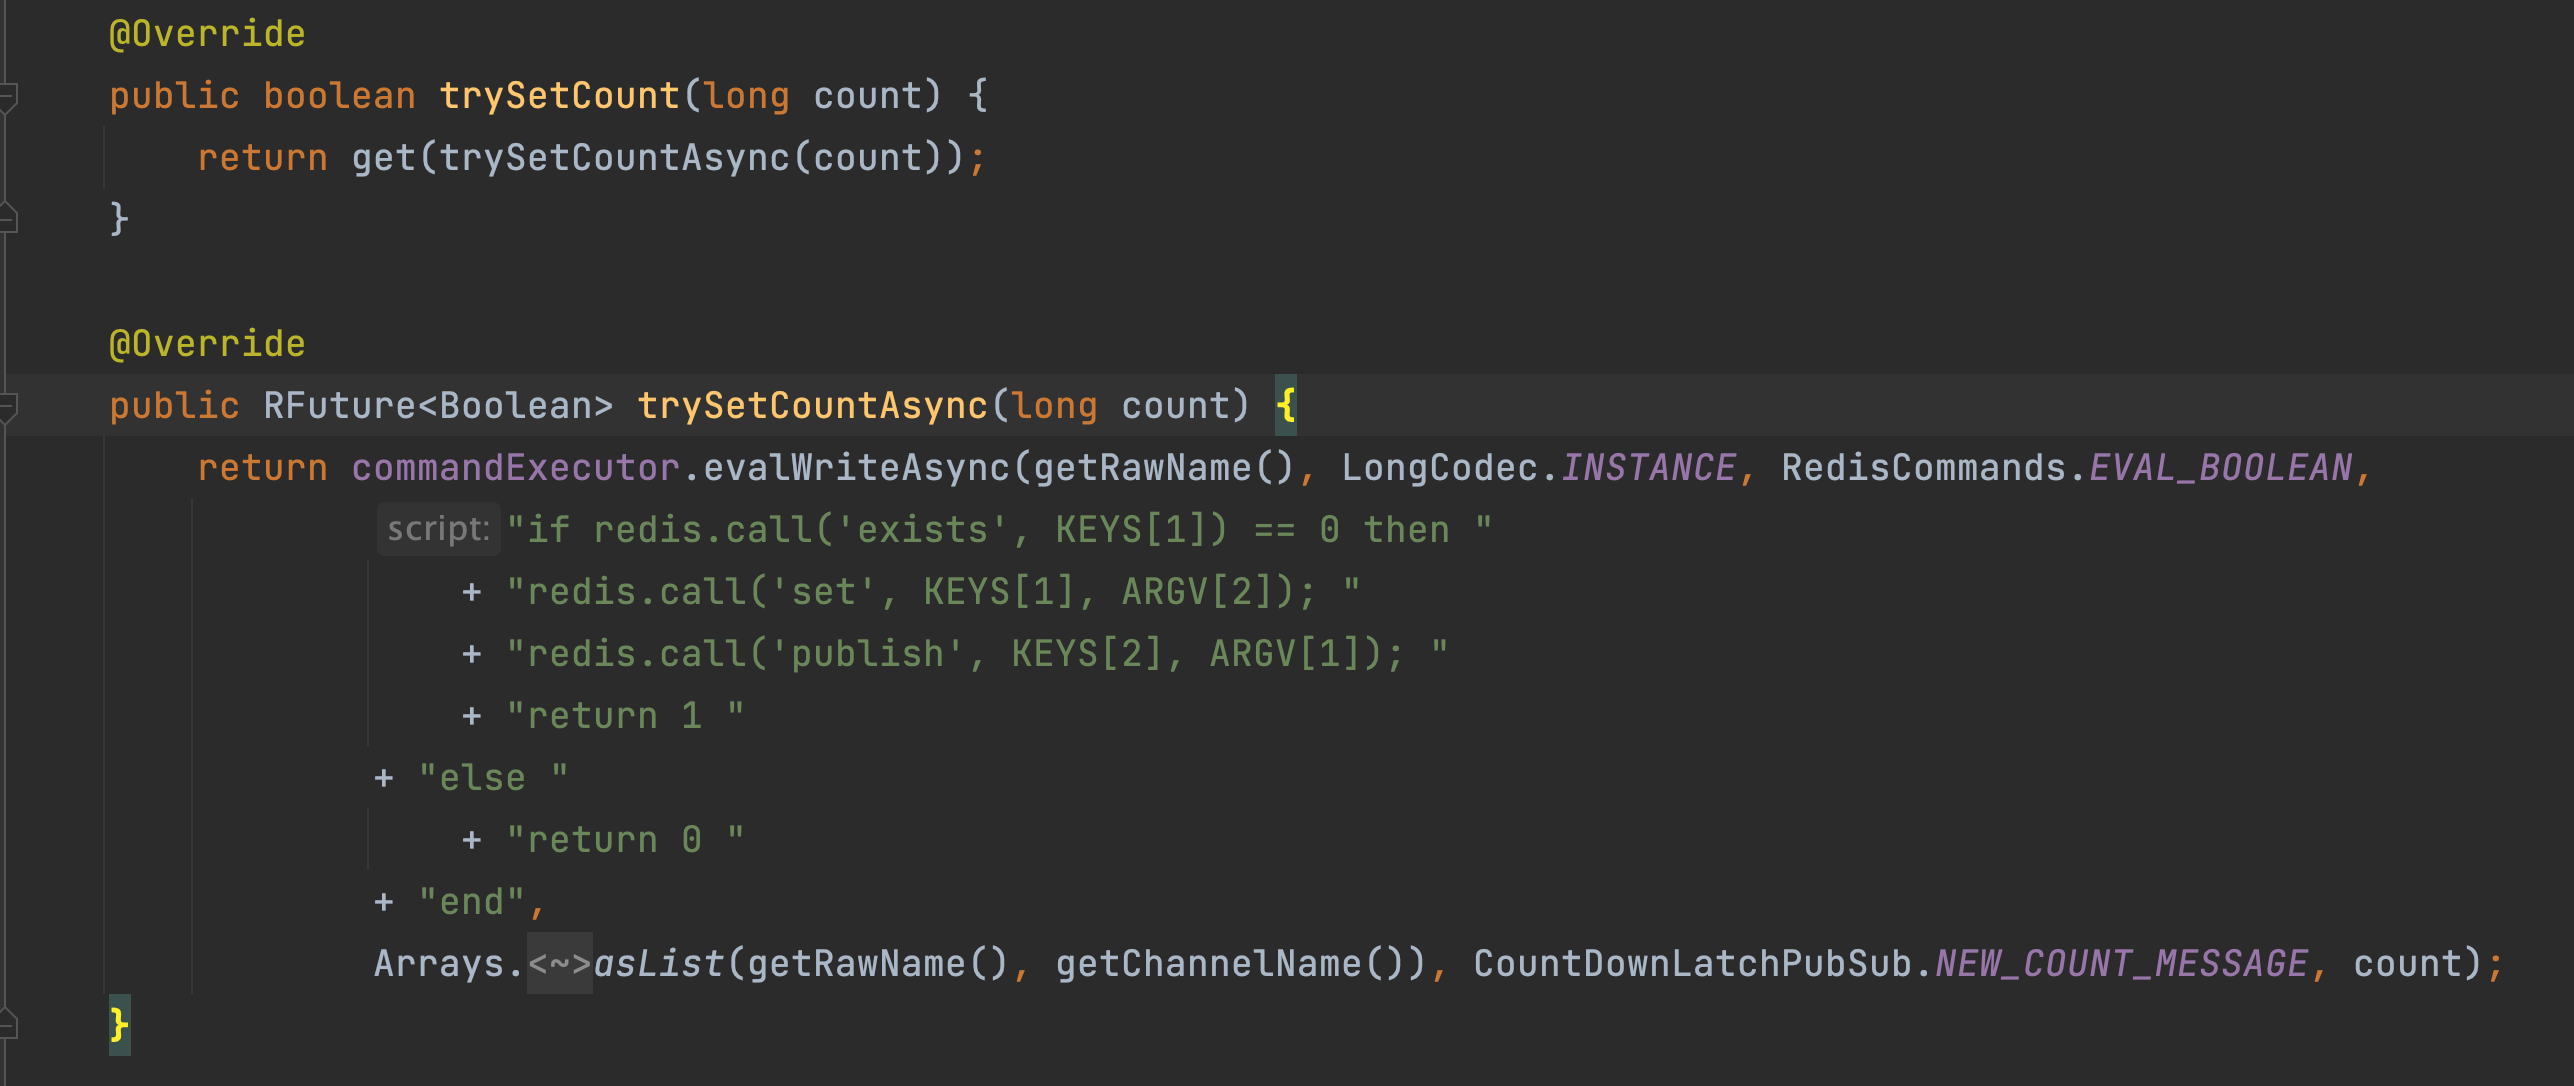 @Override
public boolean trySetCount(long count) {
    return get(trySetCountAsync(count));
}
@Override
public RFuture<Boolean> trySetCountAsync(long count) {
    return commandExecutor.evalWriteAsync(getRawName(), LongCodec.INSTANCE, RedisCommands.EVAL_BOOLEAN,
            script: "if redis.call('exists', KEYS[1]) == 0 then "
                + "redis.call('set', KEYS[1], ARGV[2]); "
                + "redis.call('publish', KEYS[2], ARGV[1]); "
                + "return 1 "
            + "else "
                + "return 0 "
            + "end",
            Arrays.<~>asList(getRawName(), getChannelName()), CountDownLatchPubSub.NEW_COUNT_MESSAGE, count);
}